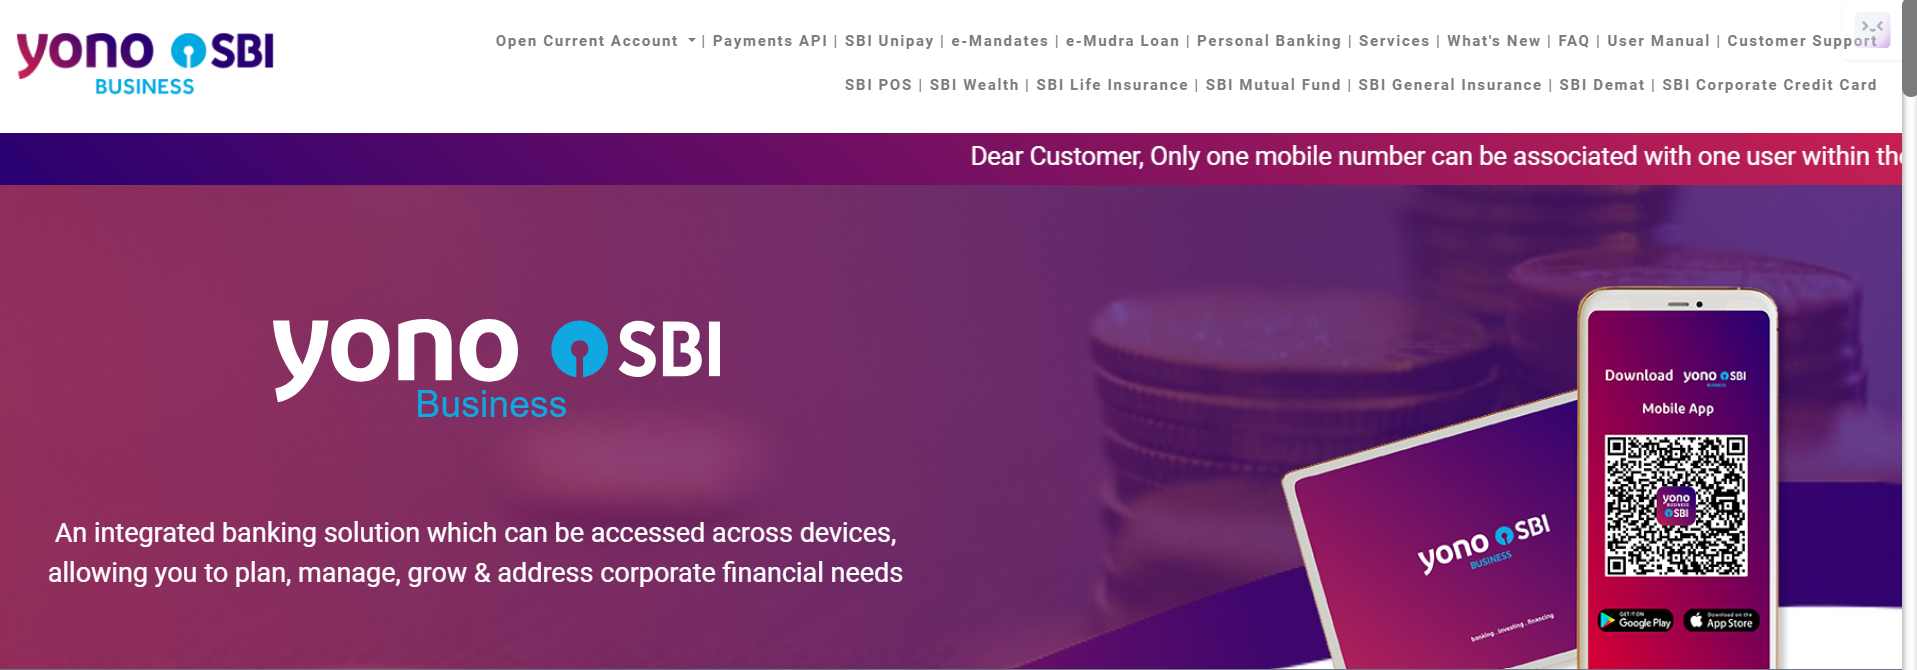 yono SBI
BUSINESS
Open Current Account | Payments API | SBI Unipay | e-Mandates | e-Mudra Loan | Personal Banking | Services | What's New | FAQ | User Manual | Customer Support
SBI POS | SBI Wealth | SBI Life Insurance | SBI Mutual Fund | SBI General Insurance | SBI Demat | SBI Corporate Credit Card
Dear Customer, Only one mobile number can be associated with one user within the
yono SBI
Business
An integrated banking solution which can be accessed across devices,
allowing you to plan, manage, grow & address corporate financial needs
yono SBI
BUSINESS
banking . investing . financing
Download yono SBI
BUSINESS
Mobile App
yono
BUSINESS
SBI
GET IT ON
Google Play
Download on the
App Store